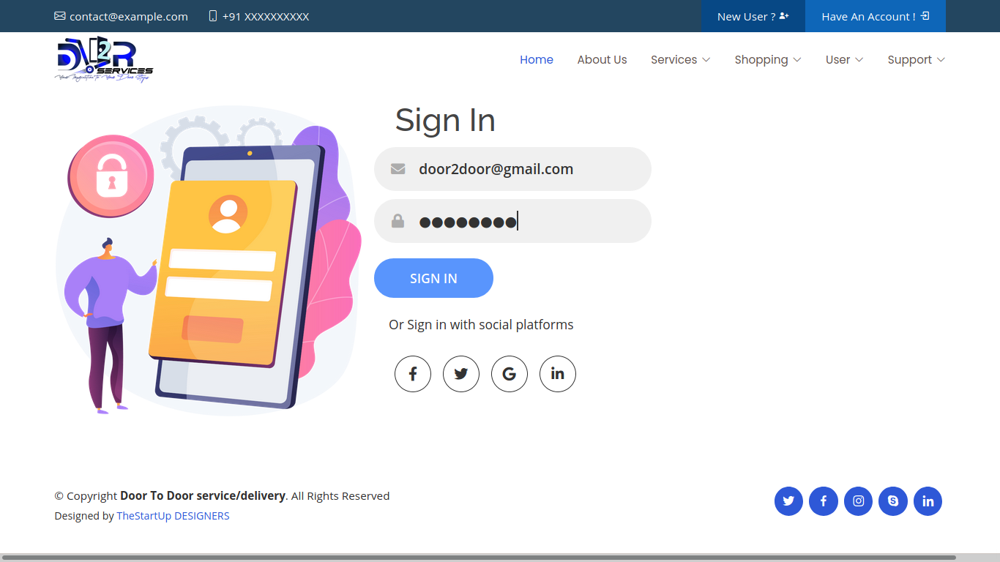 contact@example.com +91 XXXXXXXXXX New User ? Have An Account !
D2R
SERVICES
Home About Us Services Shopping User Support
Sign In
door2door@gmail.com
●●●●●●●●
SIGN IN
Or Sign in with social platforms
© Copyright Door To Door service/delivery. All Rights Reserved
Designed by TheStartUp DESIGNERS